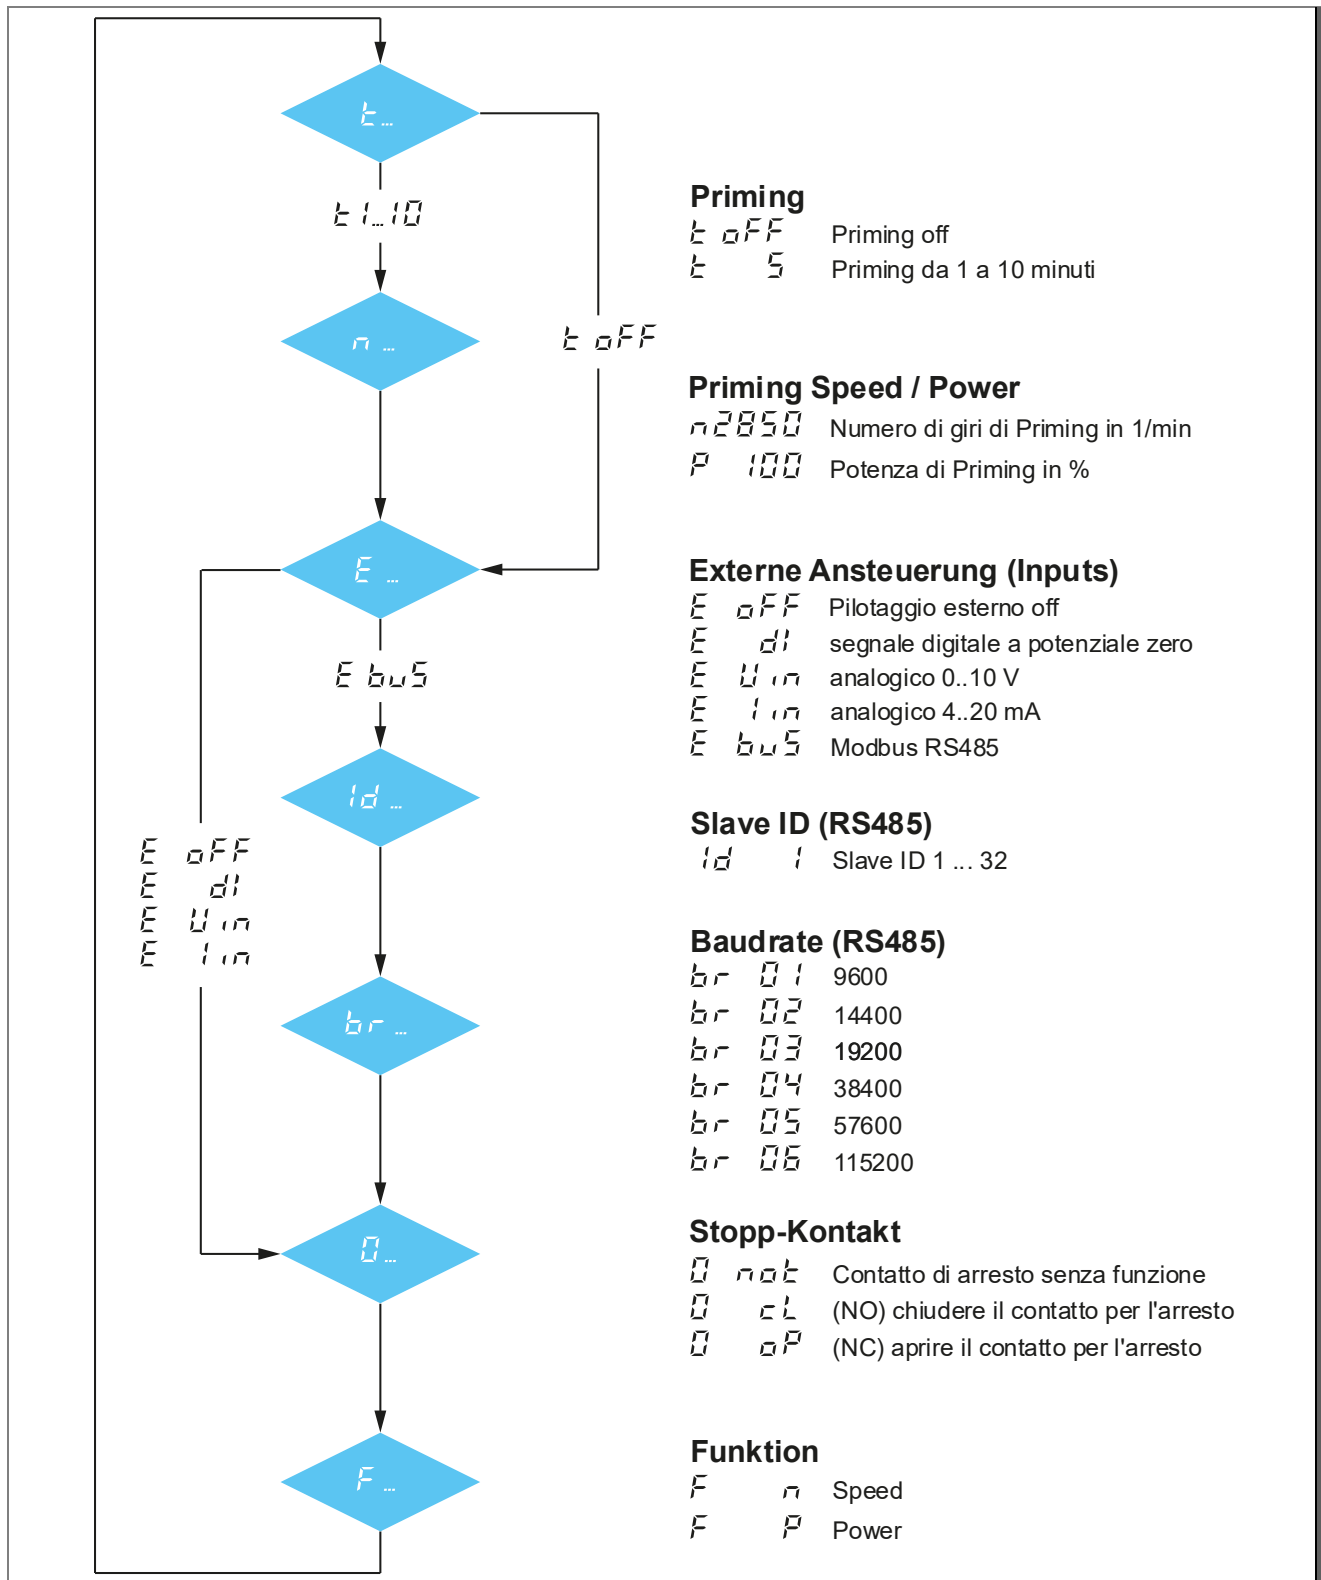 t...
t 1...10
n ...
t oFF
E ...
E buS
Id ...
E oFF
E dI
E U in
E I in
br ...
0...
F ...
Priming
t oFF Priming off
t 5 Priming da 1 a 10 minuti
Priming Speed / Power
n2850 Numero di giri di Priming in 1/min
P 100 Potenza di Priming in %
Externe Ansteuerung (Inputs)
E oFF Pilotaggio esterno off
E dI segnale digitale a potenziale zero
E U in analogico 0..10 V
E I in analogico 4..20 mA
E buS Modbus RS485
Slave ID (RS485)
Id 1 Slave ID 1 ... 32
Baudrate (RS485)
br 01 9600
br 02 14400
br 03 19200
br 04 38400
br 05 57600
br 06 115200
Stopp-Kontakt
0 not Contatto di arresto senza funzione
0 cL (NO) chiudere il contatto per l'arresto
0 oP (NC) aprire il contatto per l'arresto
Funktion
F n Speed
F P Power